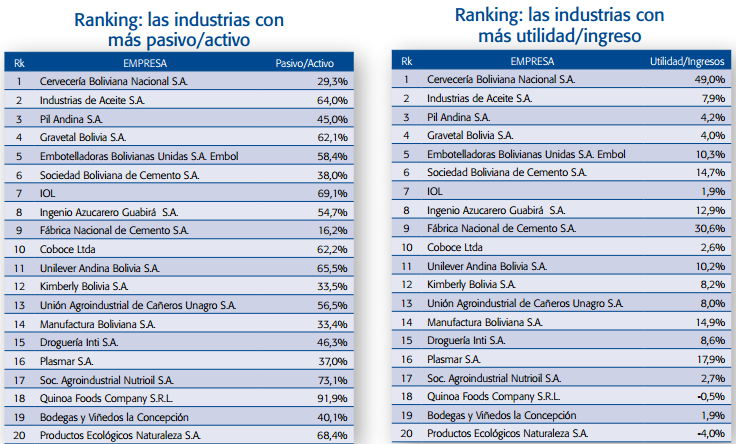 Ranking: las industrias con
más pasivo/activo
Rk EMPRESA Pasivo/Activo
1 Cervecería Boliviana Nacional S.A. 29,3%
2 Industrias de Aceite S.A. 64,0%
3 Pil Andina S.A. 45,0%
4 Gravetal Bolivia S.A. 62,1%
5 Embotelladoras Bolivianas Unidas S.A. Embol 58,4%
6 Sociedad Boliviana de Cemento S.A. 38,0%
7 IOL 69,1%
8 Ingenio Azucarero Guabirá S.A. 54,7%
9 Fábrica Nacional de Cemento S.A. 16,2%
10 Coboce Ltda 62,2%
11 Unilever Andina Bolivia S.A. 65,5%
12 Kimberly Bolivia S.A. 33,5%
13 Unión Agroindustrial de Cañeros Unagro S.A. 56,5%
14 Manufactura Boliviana S.A. 33,4%
15 Droguería Inti S.A. 46,3%
16 Plasmar S.A. 37,0%
17 Soc. Agroindustrial Nutrioil S.A. 73,1%
18 Quinoa Foods Company S.R.L. 91,9%
19 Bodegas y Viñedos la Concepción 40,1%
20 Productos Ecológicos Naturaleza S.A. 68,4%
Ranking: las industrias con
más utilidad/ingreso
Rk EMPRESA Utilidad/Ingresos
1 Cervecería Boliviana Nacional S.A. 49,0%
2 Industrias de Aceite S.A. 7,9%
3 Pil Andina S.A. 4,2%
4 Gravetal Bolivia S.A. 4,0%
5 Embotelladoras Bolivianas Unidas S.A. Embol 10,3%
6 Sociedad Boliviana de Cemento S.A. 14,7%
7 IOL 1,9%
8 Ingenio Azucarero Guabirá S.A. 12,9%
9 Fábrica Nacional de Cemento S.A. 30,6%
10 Coboce Ltda 2,6%
11 Unilever Andina Bolivia S.A. 10,2%
12 Kimberly Bolivia S.A. 8,2%
13 Unión Agroindustrial de Cañeros Unagro S.A. 8,0%
14 Manufactura Boliviana S.A. 14,9%
15 Droguería Inti S.A. 8,6%
16 Plasmar S.A. 17,9%
17 Soc. Agroindustrial Nutrioil S.A. 2,7%
18 Quinoa Foods Company S.R.L. -0,5%
19 Bodegas y Viñedos la Concepción 1,9%
20 Productos Ecológicos Naturaleza S.A. -4,0%